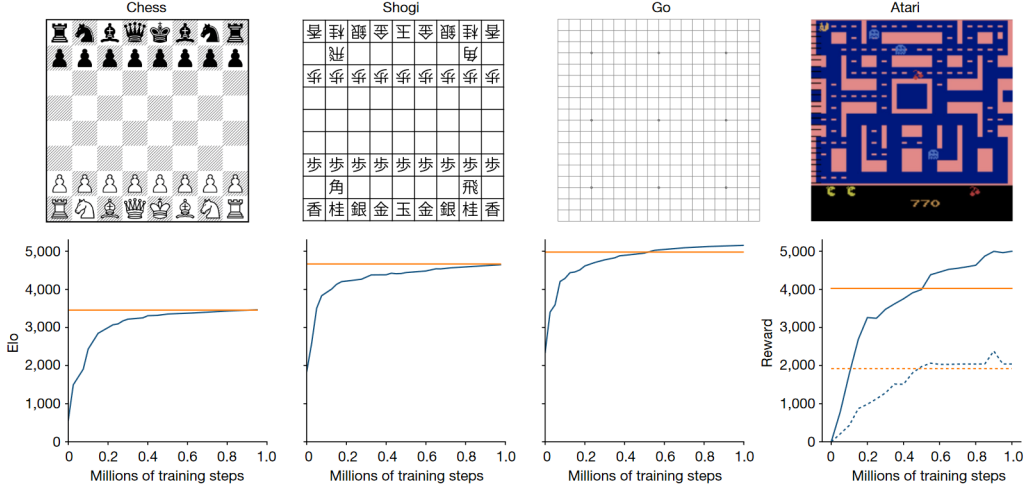 Chess
Shogi
Go
Atari
香 桂 銀 金 玉 金 銀 桂 香
飛 角
歩 歩 歩 歩 歩 歩 歩 歩 歩
歩 歩 歩 歩 歩 歩 歩 歩 歩
角 飛
香 桂 銀 金 玉 金 銀 桂 香
770
Elo
5,000
4,000
3,000
2,000
1,000
0
0 0.2 0.4 0.6 0.8 1.0
Millions of training steps
0 0.2 0.4 0.6 0.8 1.0
Millions of training steps
0 0.2 0.4 0.6 0.8 1.0
Millions of training steps
Reward
5,000
4,000
3,000
2,000
1,000
0
0 0.2 0.4 0.6 0.8 1.0
Millions of training steps